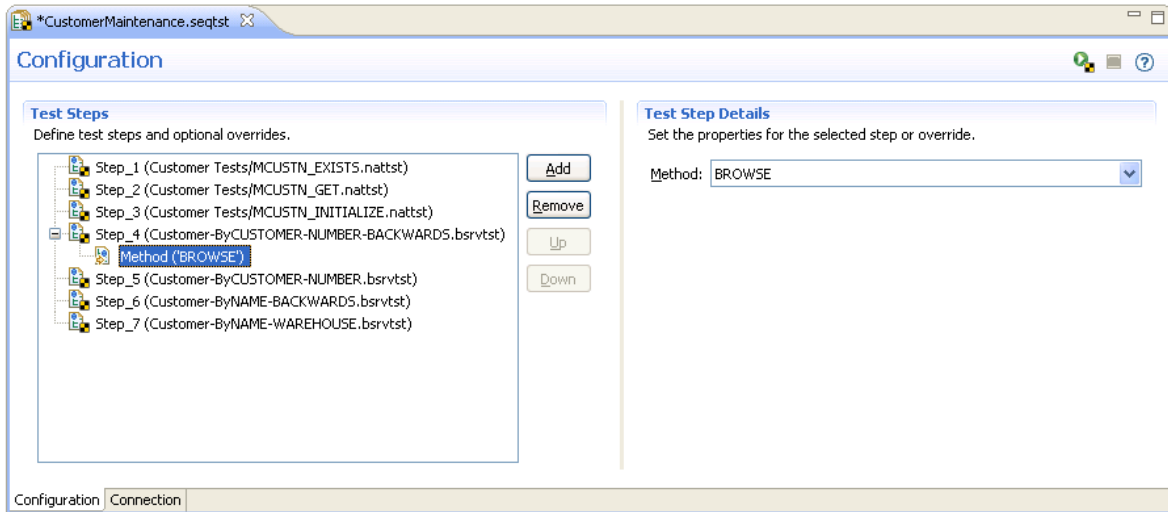 *CustomerMaintenance.seqtst
Configuration
Test Steps
Define test steps and optional overrides.
Step_1 (Customer Tests/MCUSTN_EXISTS.nattst)
Step_2 (Customer Tests/MCUSTN_GET.nattst)
Step_3 (Customer Tests/MCUSTN_INITIALIZE.nattst)
Step_4 (Customer-ByCUSTOMER-NUMBER-BACKWARDS.bsrvtst)
Method ('BROWSE')
Step_5 (Customer-ByCUSTOMER-NUMBER.bsrvtst)
Step_6 (Customer-ByNAME-BACKWARDS.bsrvtst)
Step_7 (Customer-ByNAME-WAREHOUSE.bsrvtst)
Add
Remove
Up
Down
Test Step Details
Set the properties for the selected step or override.
Method: BROWSE
Configuration Connection